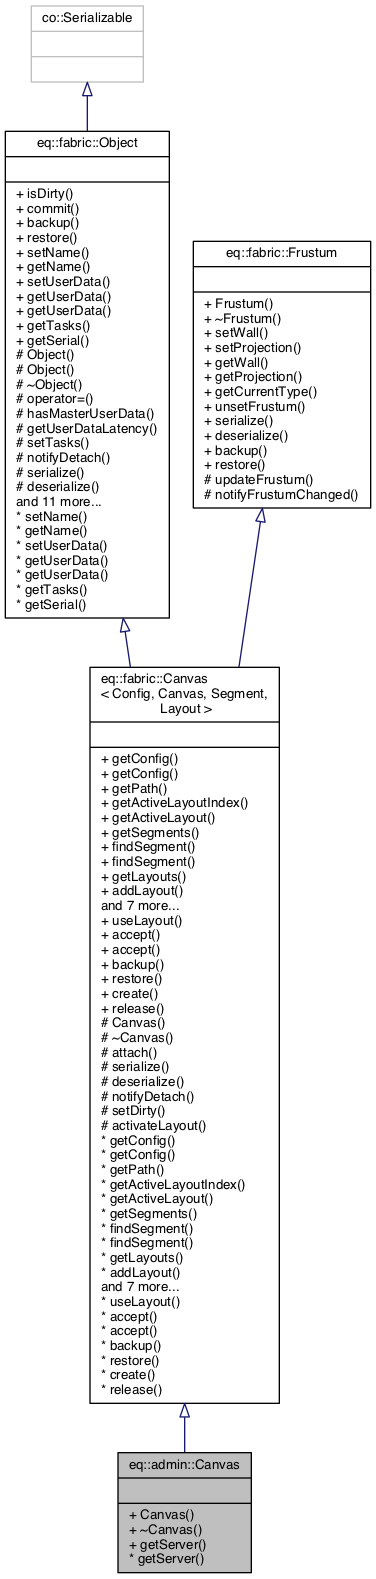 co::Serializable
eq::fabric::Object
+ isDirty()
+ commit()
+ backup()
+ restore()
+ setName()
+ getName()
+ setUserData()
+ getUserData()
+ getUserData()
+ getTasks()
+ getSerial()
# Object()
# Object()
# ~Object()
# operator=()
# hasMasterUserData()
# getUserDataLatency()
# setTasks()
# notifyDetach()
# serialize()
# deserialize()
and 11 more...
* setName()
* getName()
* setUserData()
* getUserData()
* getUserData()
* getTasks()
* getSerial()
eq::fabric::Frustum
+ Frustum()
+ ~Frustum()
+ setWall()
+ setProjection()
+ getWall()
+ getProjection()
+ getCurrentType()
+ unsetFrustum()
+ serialize()
+ deserialize()
+ backup()
+ restore()
# updateFrustum()
# notifyFrustumChanged()
eq::fabric::Canvas
< Config, Canvas, Segment,
Layout >
+ getConfig()
+ getConfig()
+ getPath()
+ getActiveLayoutIndex()
+ getActiveLayout()
+ getSegments()
+ findSegment()
+ findSegment()
+ getLayouts()
+ addLayout()
and 7 more...
+ useLayout()
+ accept()
+ accept()
+ backup()
+ restore()
+ create()
+ release()
# Canvas()
# ~Canvas()
# attach()
# serialize()
# deserialize()
# notifyDetach()
# setDirty()
# activateLayout()
* getConfig()
* getConfig()
* getPath()
* getActiveLayoutIndex()
* getActiveLayout()
* getSegments()
* findSegment()
* findSegment()
* getLayouts()
* addLayout()
and 7 more...
* useLayout()
* accept()
* accept()
* backup()
* restore()
* create()
* release()
eq::admin::Canvas
+ Canvas()
+ ~Canvas()
+ getServer()
* getServer()